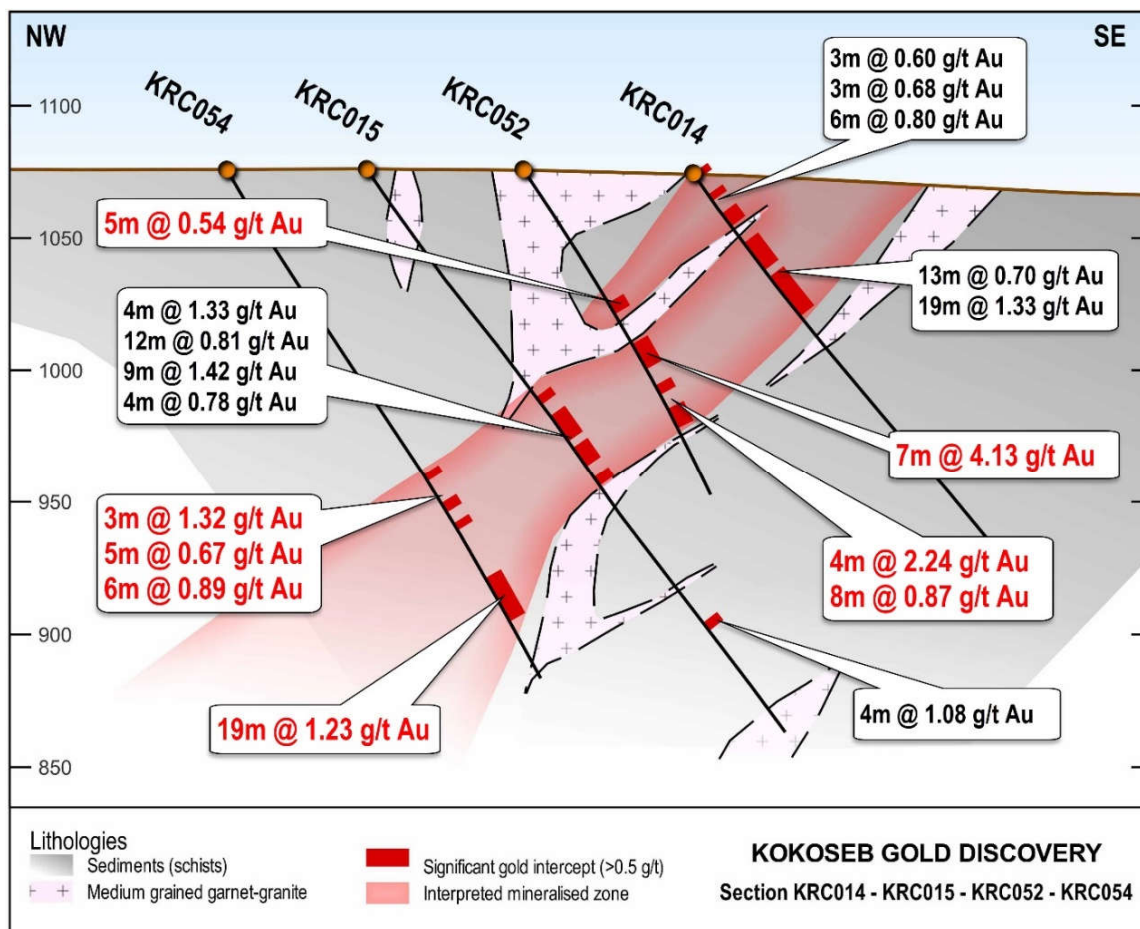 NW
SE
KRC054
KRC015
KRC052
KRC014
3m @ 0.60 g/t Au
3m @ 0.68 g/t Au
6m @ 0.80 g/t Au
1100
5m @ 0.54 g/t Au
1050
13m @ 0.70 g/t Au
19m @ 1.33 g/t Au
4m @ 1.33 g/t Au
12m @ 0.81 g/t Au
9m @ 1.42 g/t Au
4m @ 0.78 g/t Au
1000
7m @ 4.13 g/t Au
950
3m @ 1.32 g/t Au
5m @ 0.67 g/t Au
6m @ 0.89 g/t Au
4m @ 2.24 g/t Au
8m @ 0.87 g/t Au
900
19m @ 1.23 g/t Au
4m @ 1.08 g/t Au
850
Lithologies
Sediments (schists)
Medium grained garnet-granite
Significant gold intercept (>0.5 g/t)
Interpreted mineralised zone
KOKOSEB GOLD DISCOVERY
Section KRC014 - KRC015 - KRC052 - KRC054